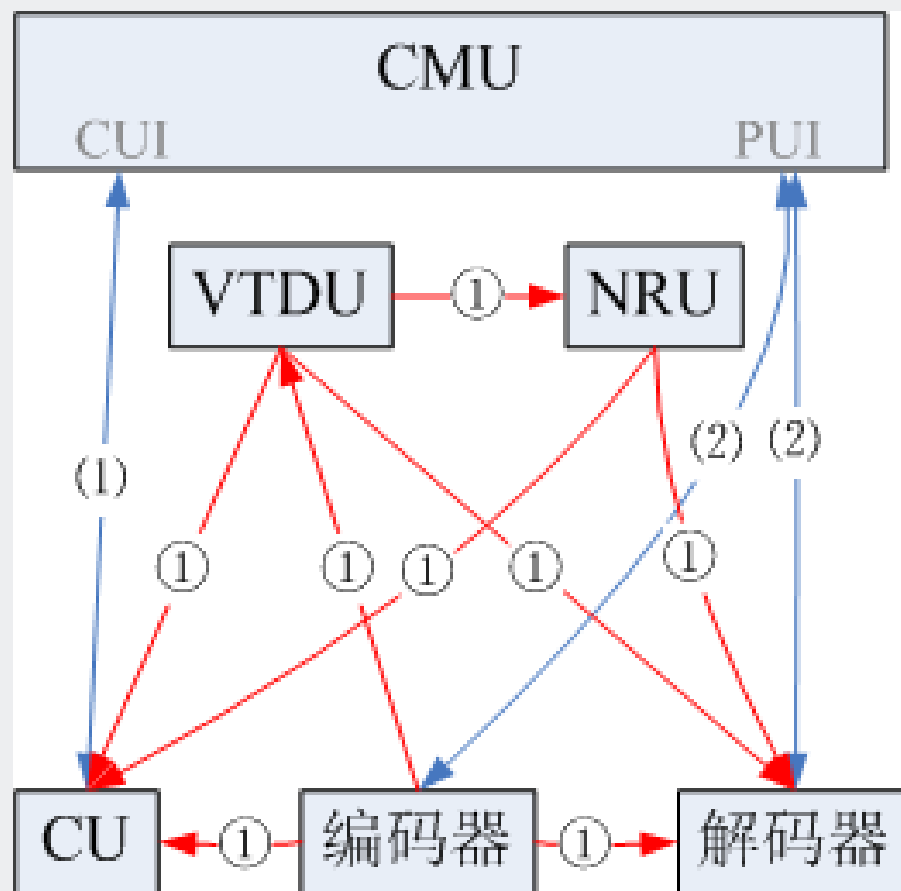 CMU
CUI PUI
VTDU ① NRU
(1) (2) (2)
① ① ① ① ①
CU ① 编码器 ① 解码器